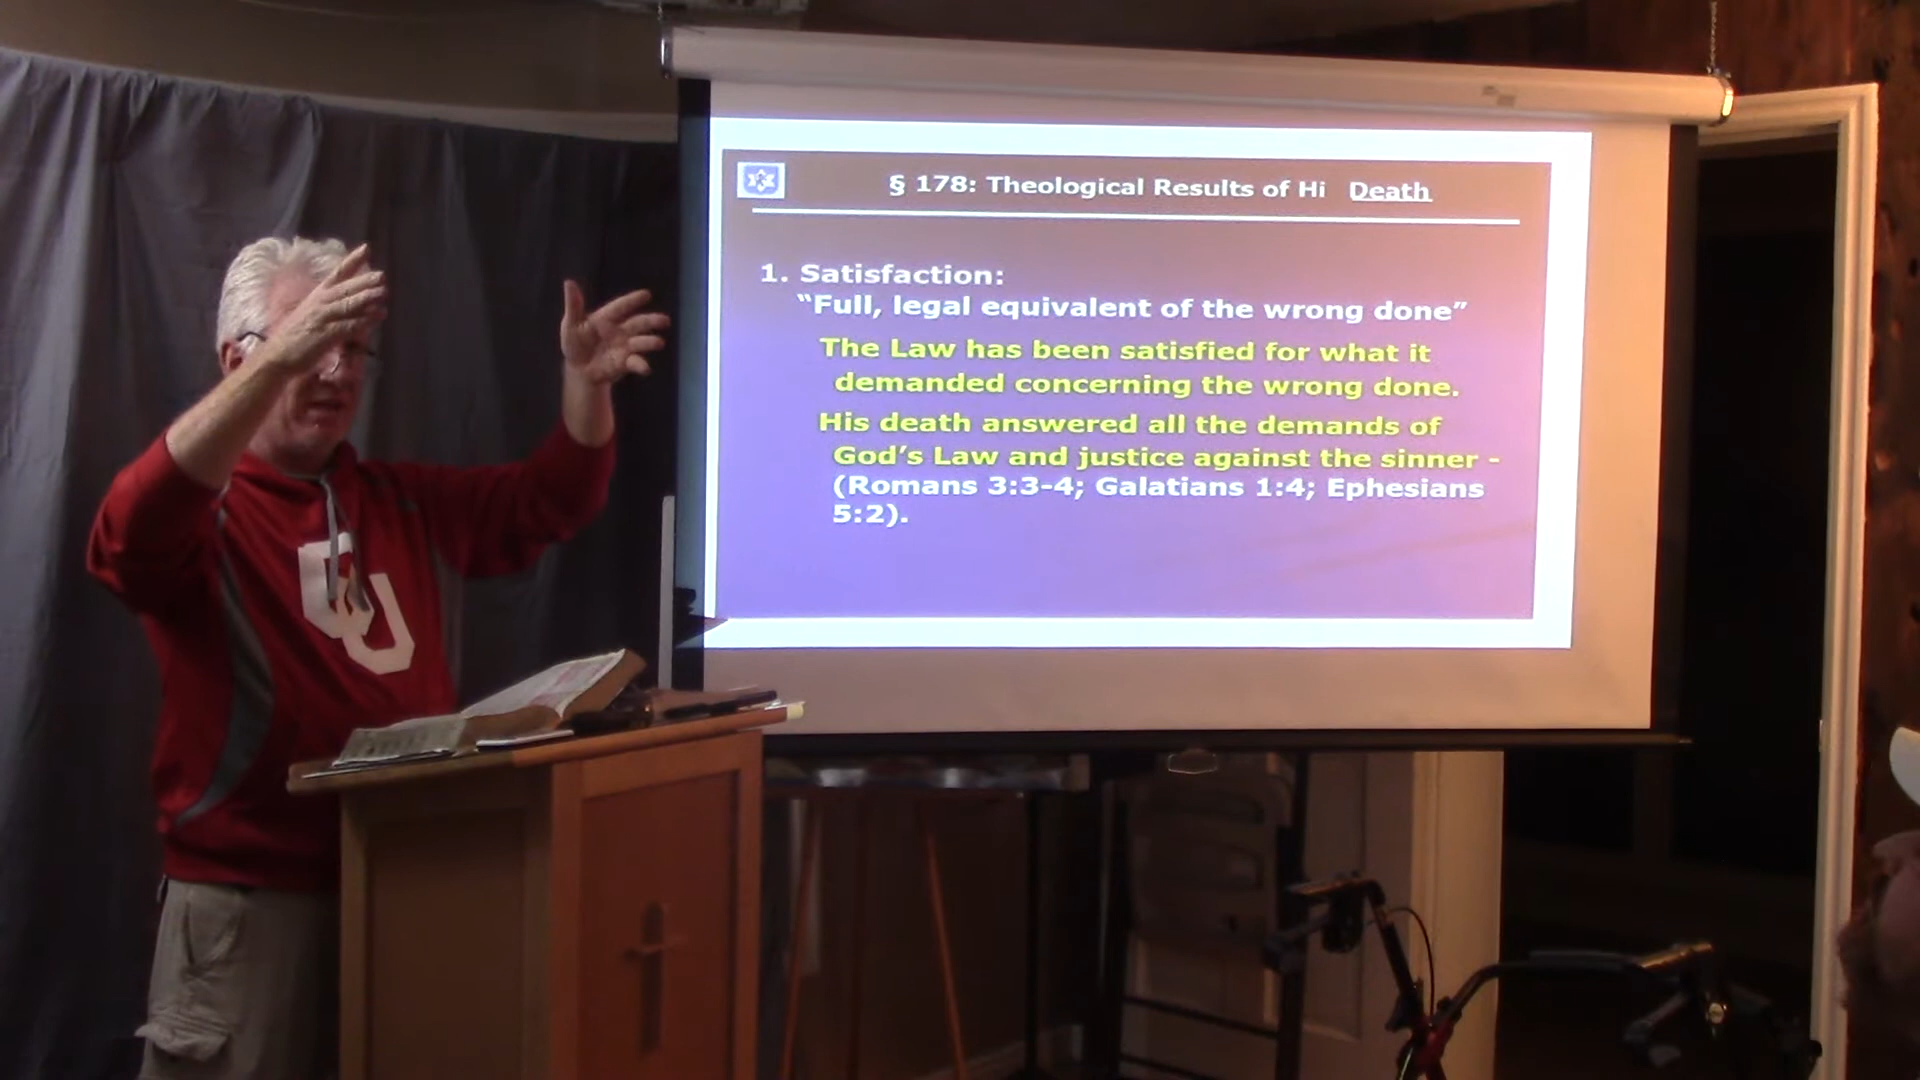 § 178: Theological Results of Hi Death
1. Satisfaction:
“Full, legal equivalent of the wrong done”
The Law has been satisfied for what it
demanded concerning the wrong done.
His death answered all the demands of
God’s Law and justice against the sinner -
(Romans 3:3-4; Galatians 1:4; Ephesians
5:2).
OU